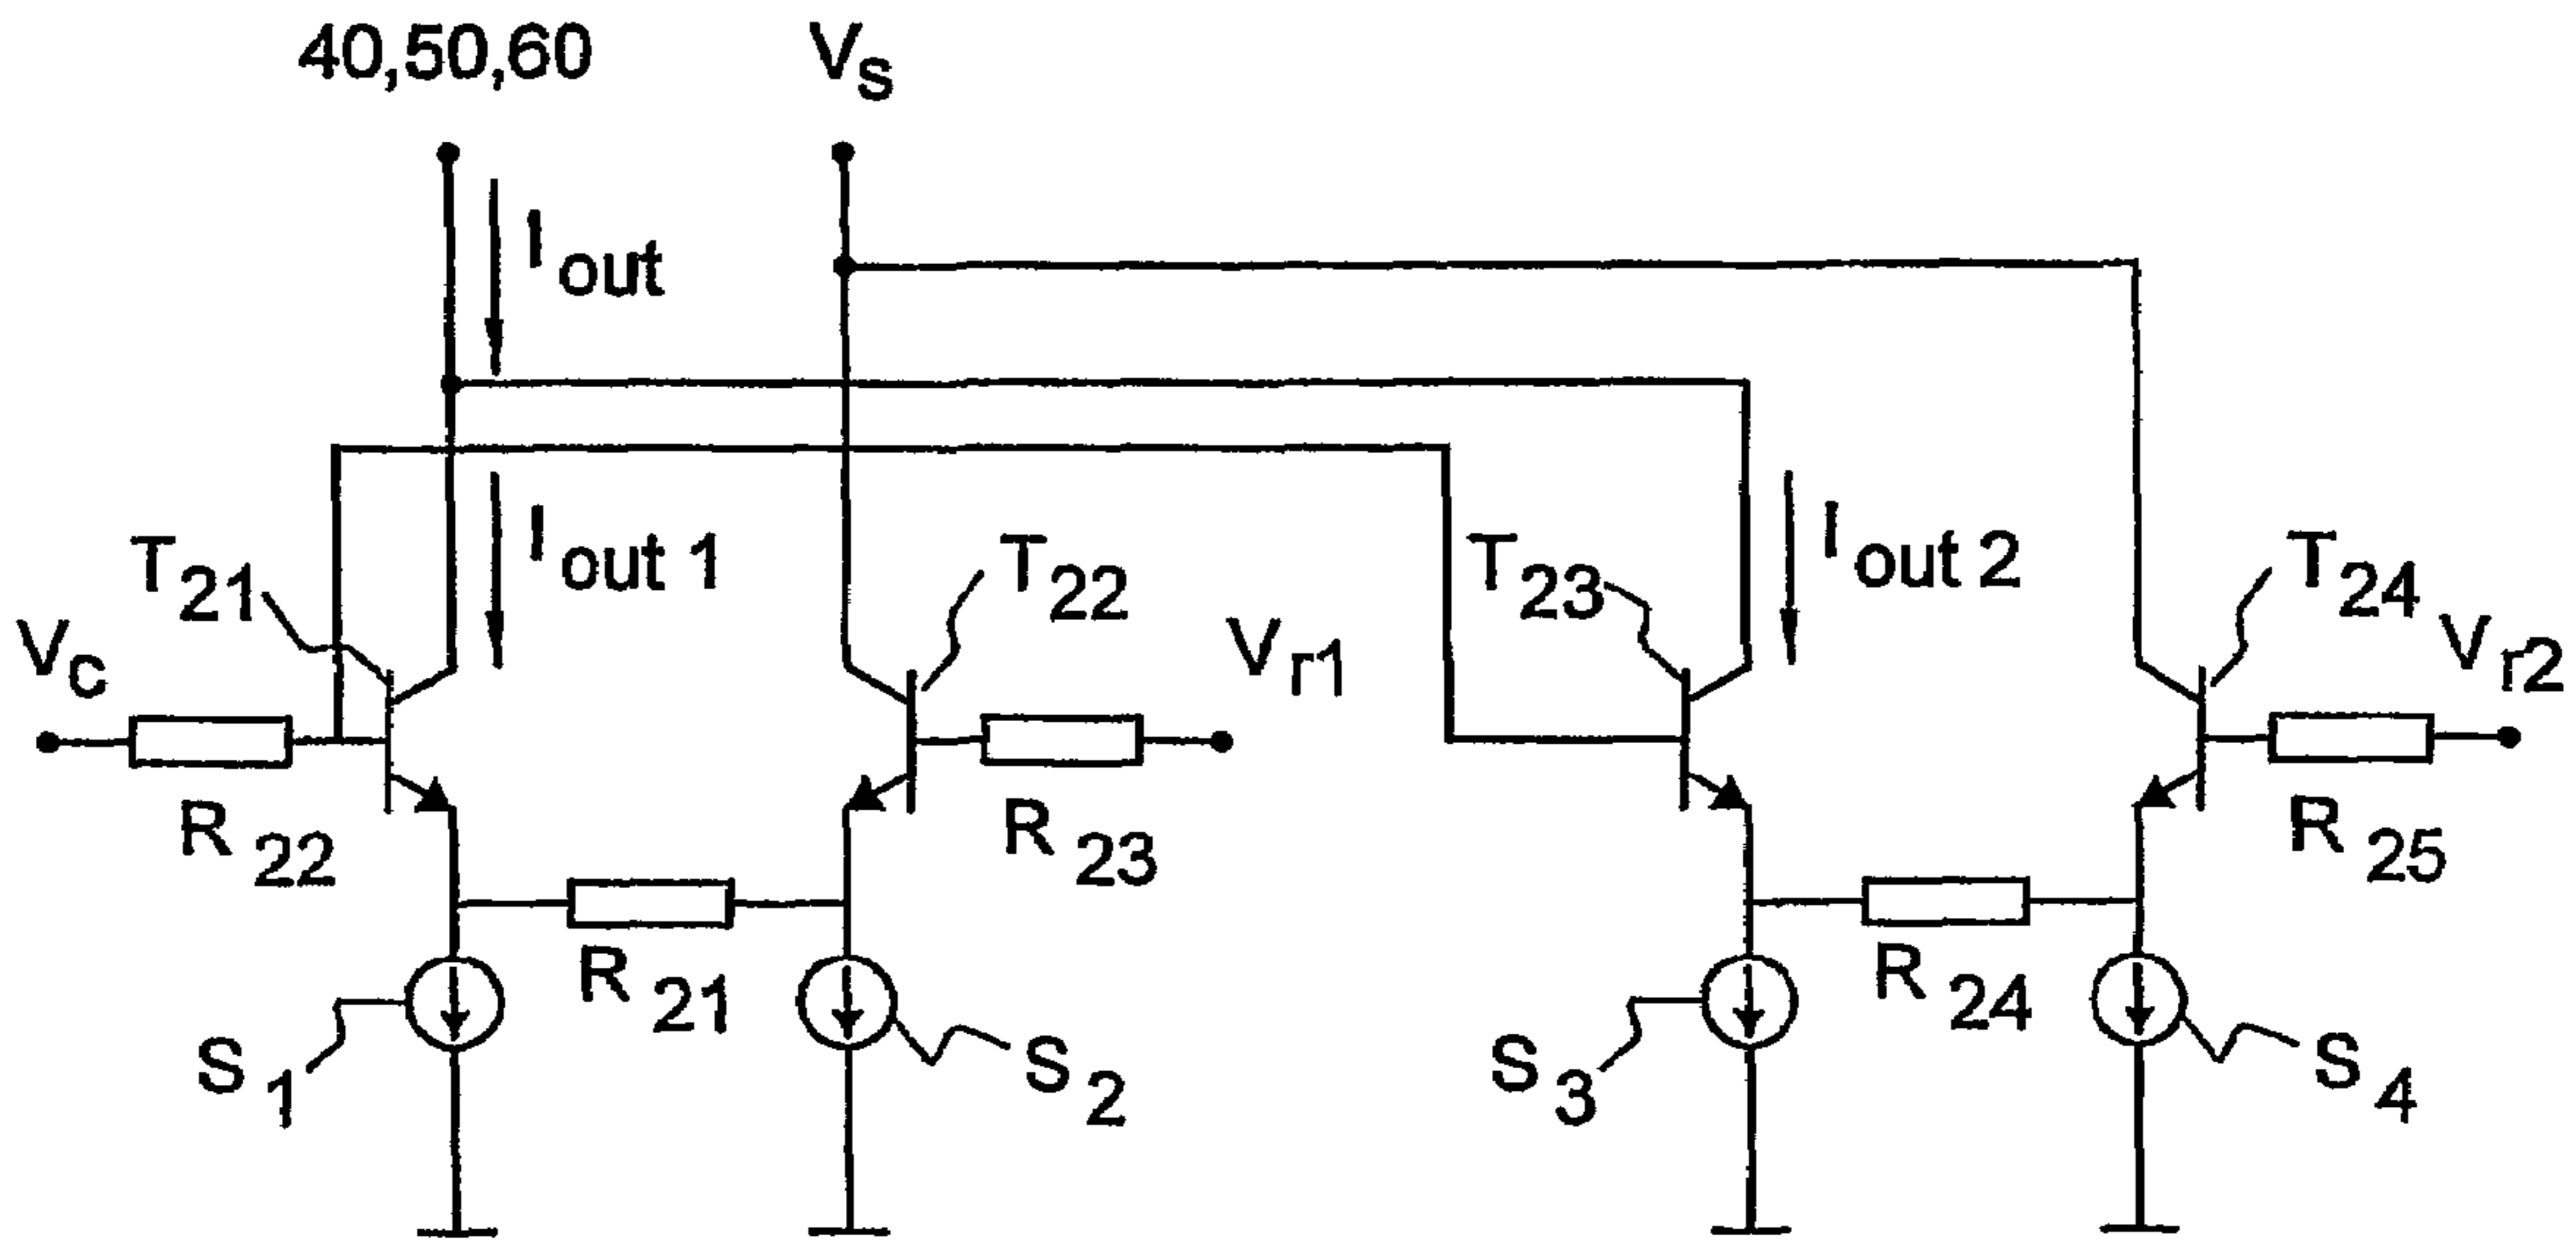 40,50,60
Vs
Iout
Iout 1
Iout 2
T21
T22
T23
T24
Vc
Vr1
Vr2
R22
R23
R25
R21
R24
S1
S2
S3
S4